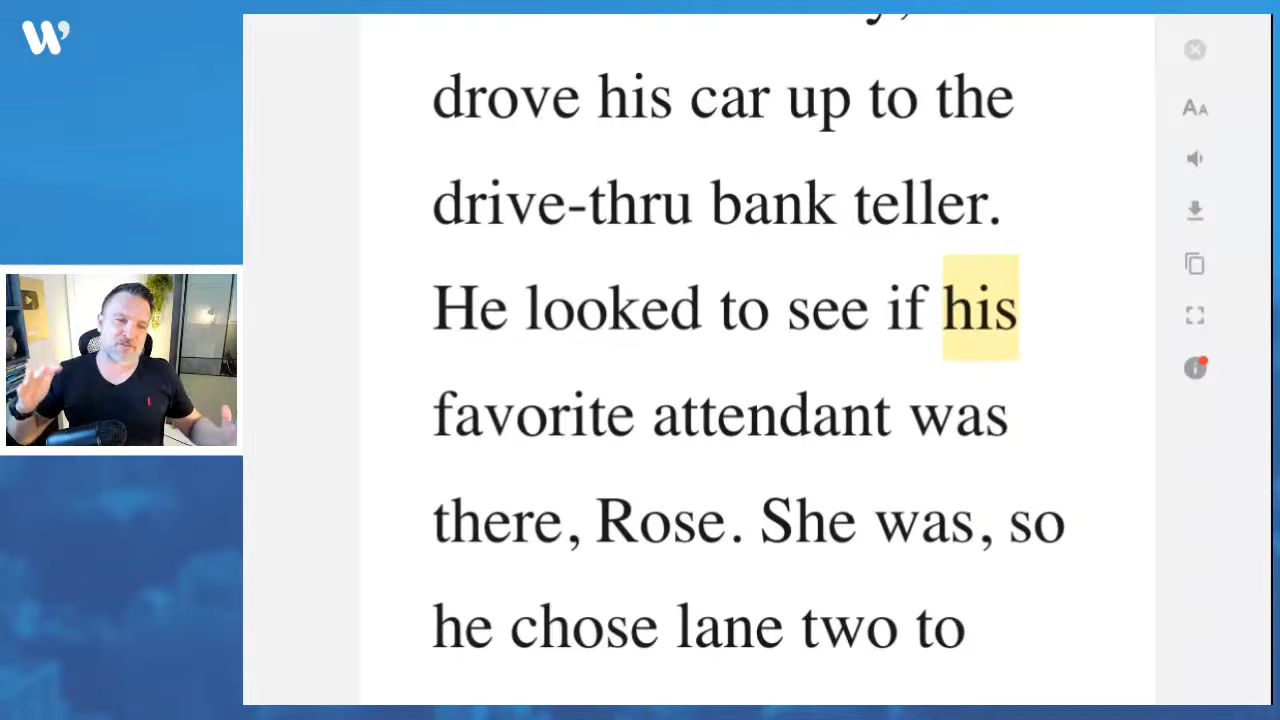 W
drove his car up to the
drive-thru bank teller.
He looked to see if his
favorite attendant was
there, Rose. She was, so
he chose lane two to
AA